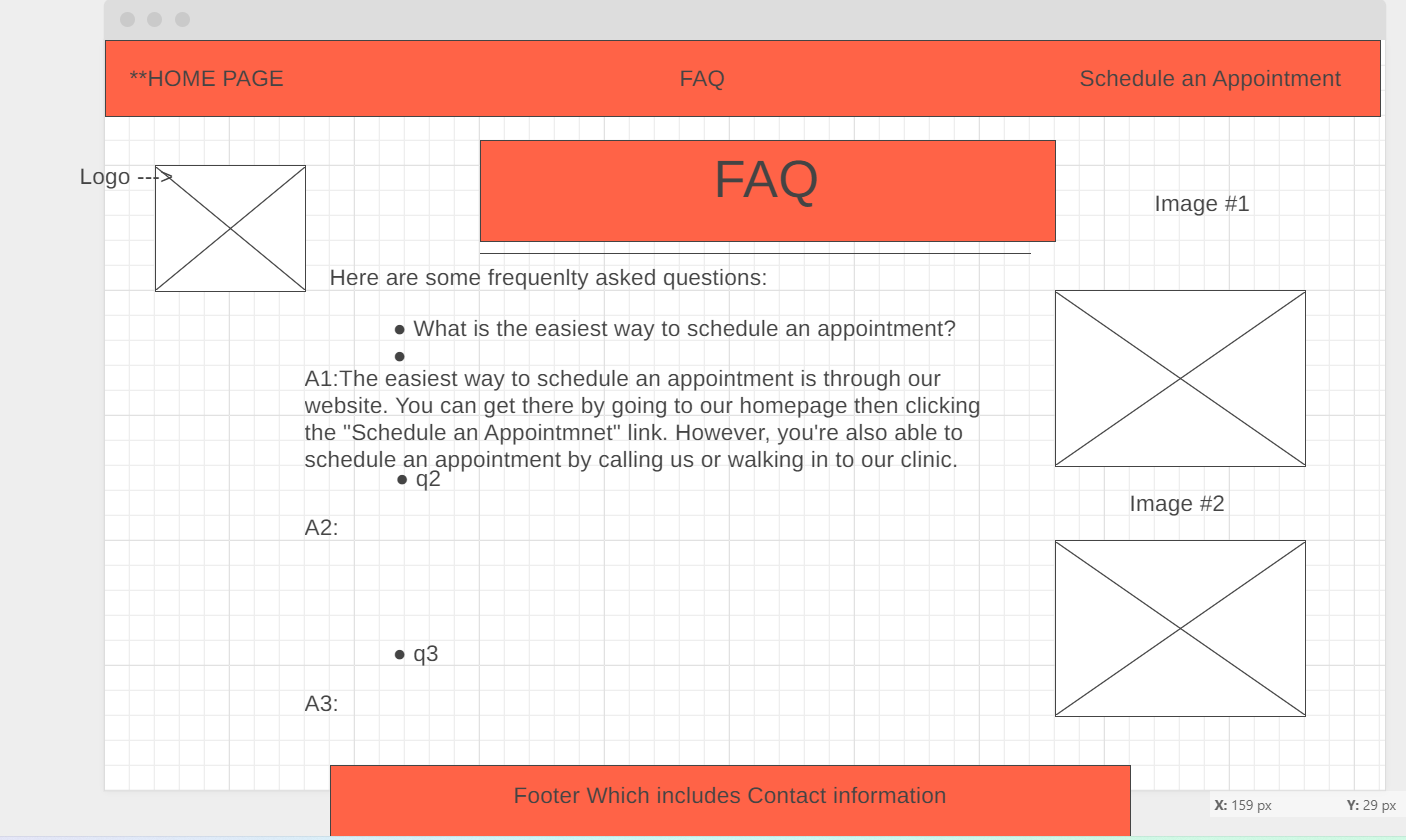 **HOME PAGE
FAQ
Schedule an Appointment
FAQ
Logo --->
Image #1
Here are some frequenlty asked questions:
● What is the easiest way to schedule an appointment?
●
A1:The easiest way to schedule an appointment is through our
website. You can get there by going to our homepage then clicking
the "Schedule an Appointmnet" link. However, you're also able to
schedule an appointment by calling us or walking in to our clinic.
● q2
Image #2
A2:
● q3
A3:
Footer Which includes Contact information
X: 159 px
Y: 29 px